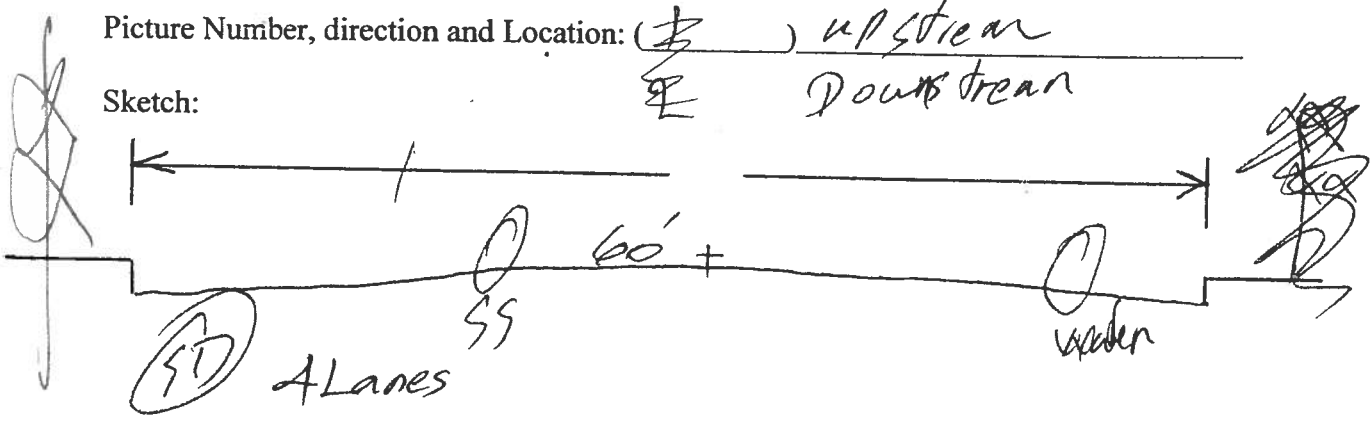 Picture Number, direction and Location: ( ) upstream
Downstream
Sketch:
60' ±
SS
water
SD
4 Lanes